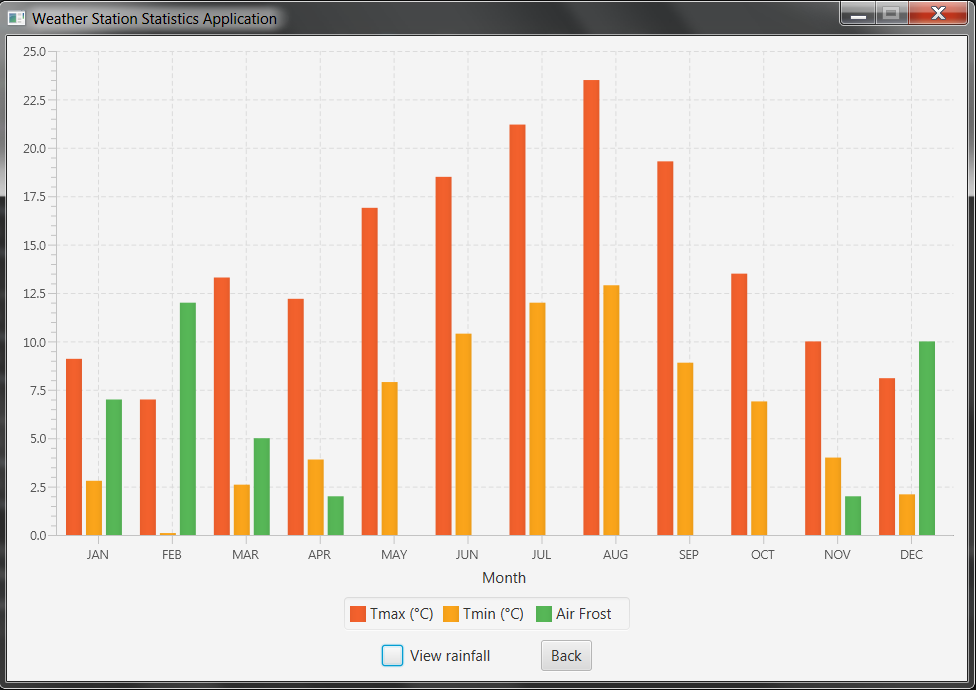 Weather Station Statistics Application
25.0
22.5
20.0
17.5
15.0
12.5
10.0
7.5
5.0
2.5
0.0
JAN FEB MAR APR MAY JUN JUL AUG SEP OCT NOV DEC
Month
Tmax (°C) Tmin (°C) Air Frost
View rainfall Back